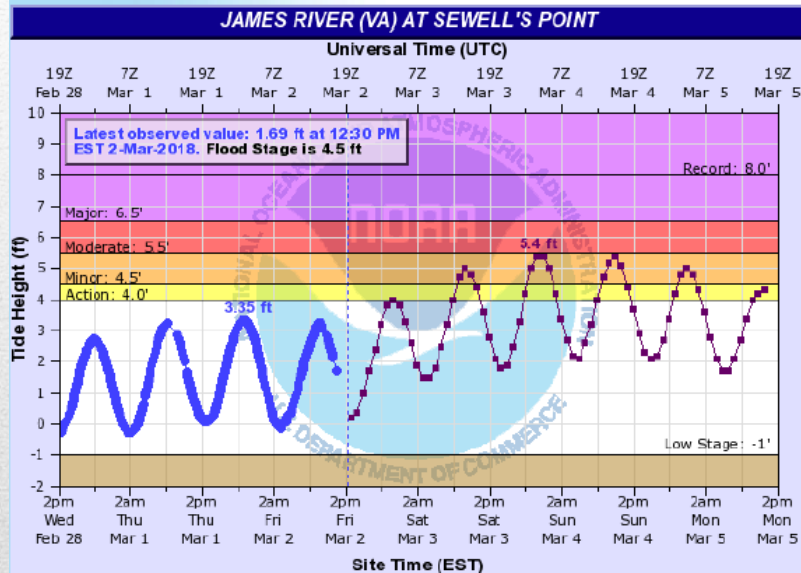 JAMES RIVER (VA) AT SEWELL'S POINT
Universal Time (UTC)
19Z 7Z 19Z 7Z 19Z 7Z 19Z 7Z 19Z 7Z 19Z
Feb 28 Mar 1 Mar 1 Mar 2 Mar 2 Mar 3 Mar 3 Mar 4 Mar 4 Mar 5 Mar 5
Tide Height (ft)
10
9
8
7
6
5
4
3
2
1
0
-1
-2
Latest observed value: 1.69 ft at 12:30 PM
EST 2-Mar-2018. Flood Stage is 4.5 ft
Record: 8.0'
Major: 6.5'
Moderate: 5.5'
5.4 ft
Minor: 4.5'
Action: 4.0'
3.35 ft
Low Stage: -1'
NATIONAL OCEANIC AND ATMOSPHERIC ADMINISTRATION
NOAA
U.S. DEPARTMENT OF COMMERCE
2pm 2am 2pm 2am 2pm 2am 2pm 2am 2pm 2am 2pm
Wed Thu Thu Fri Fri Sat Sat Sun Sun Mon Mon
Feb 28 Mar 1 Mar 1 Mar 2 Mar 2 Mar 3 Mar 3 Mar 4 Mar 4 Mar 5 Mar 5
Site Time (EST)